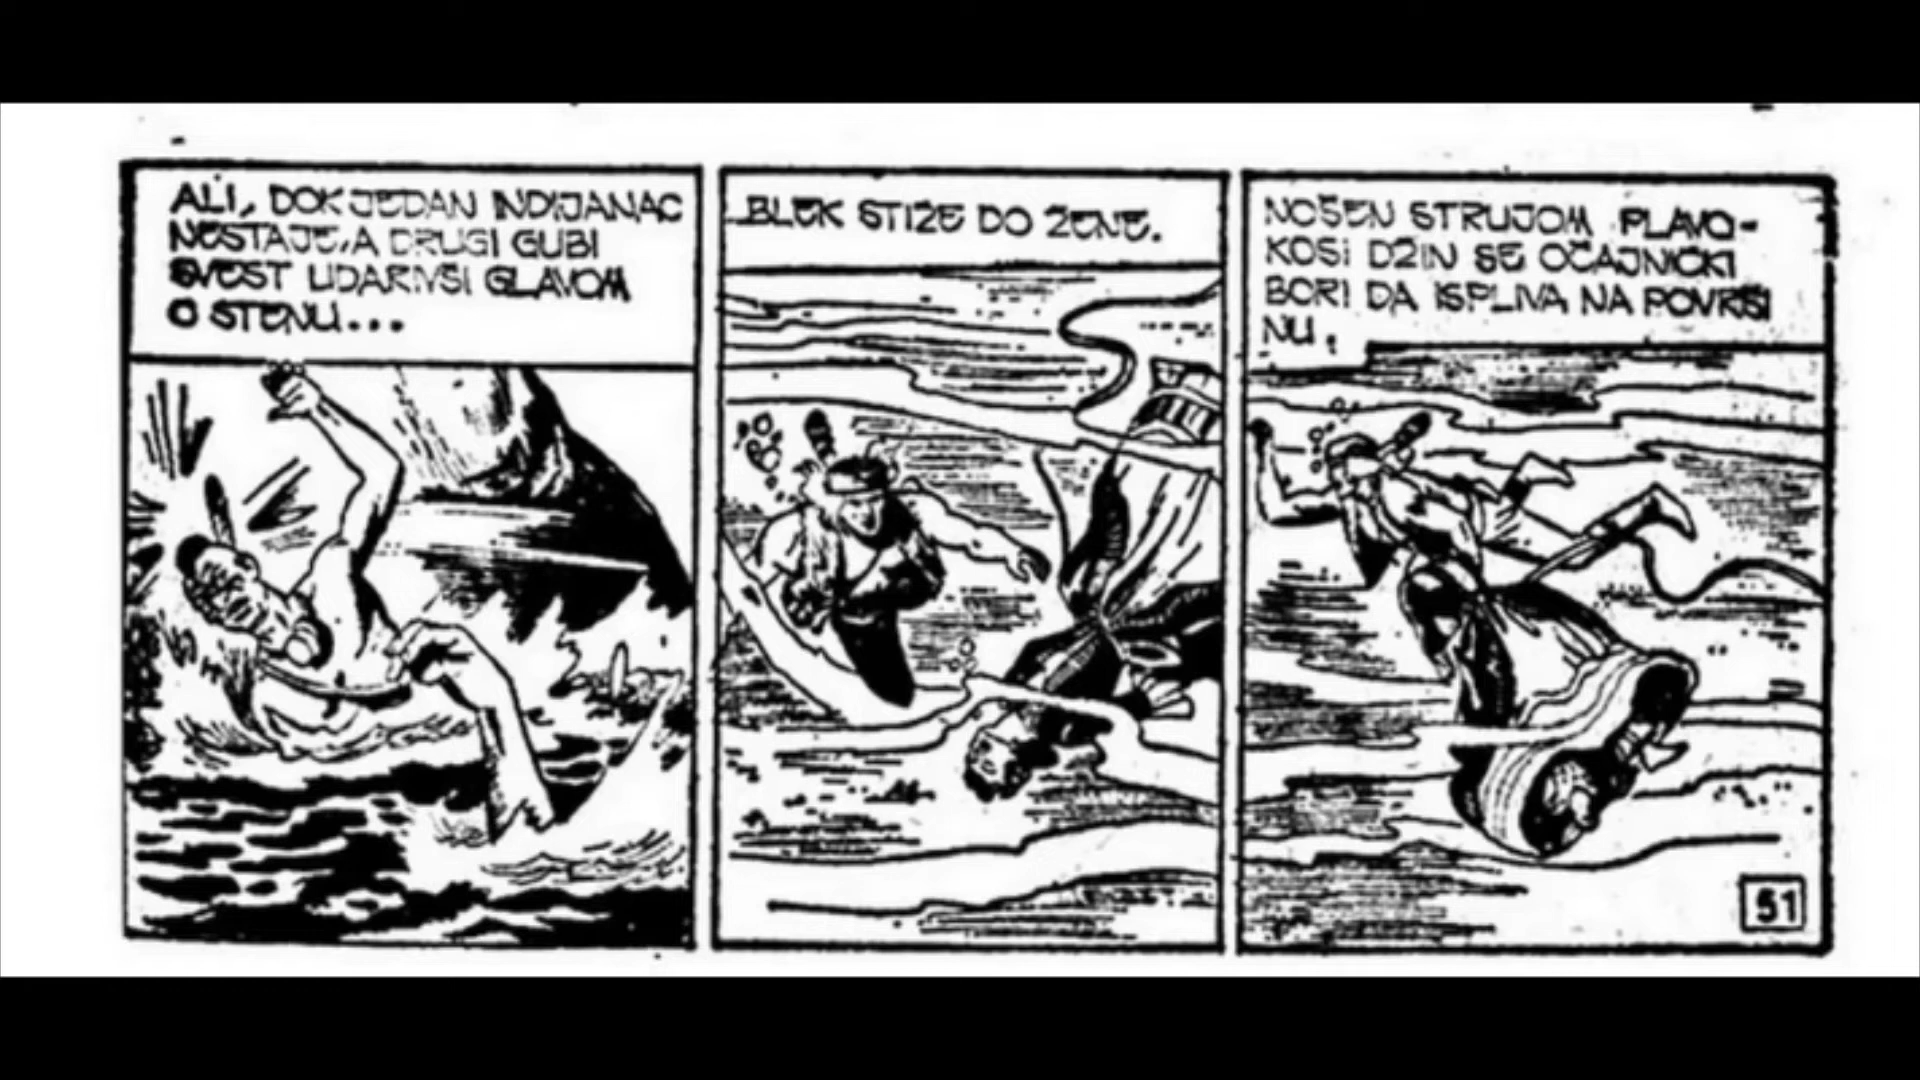 ALI, DOK JEDAN INDIJANAC
NESTAJE, A DRUGI GUBI
SVEST UDARIVŠI GLAVOM
O STENU...
BLEK STIŽE DO ŽENE.
NOŠEN STRUJOM PLAVO-
KOSI DŽIN SE OČAJNIČKI
BORI DA ISPLIVA NA POVRŠI
NU.
51